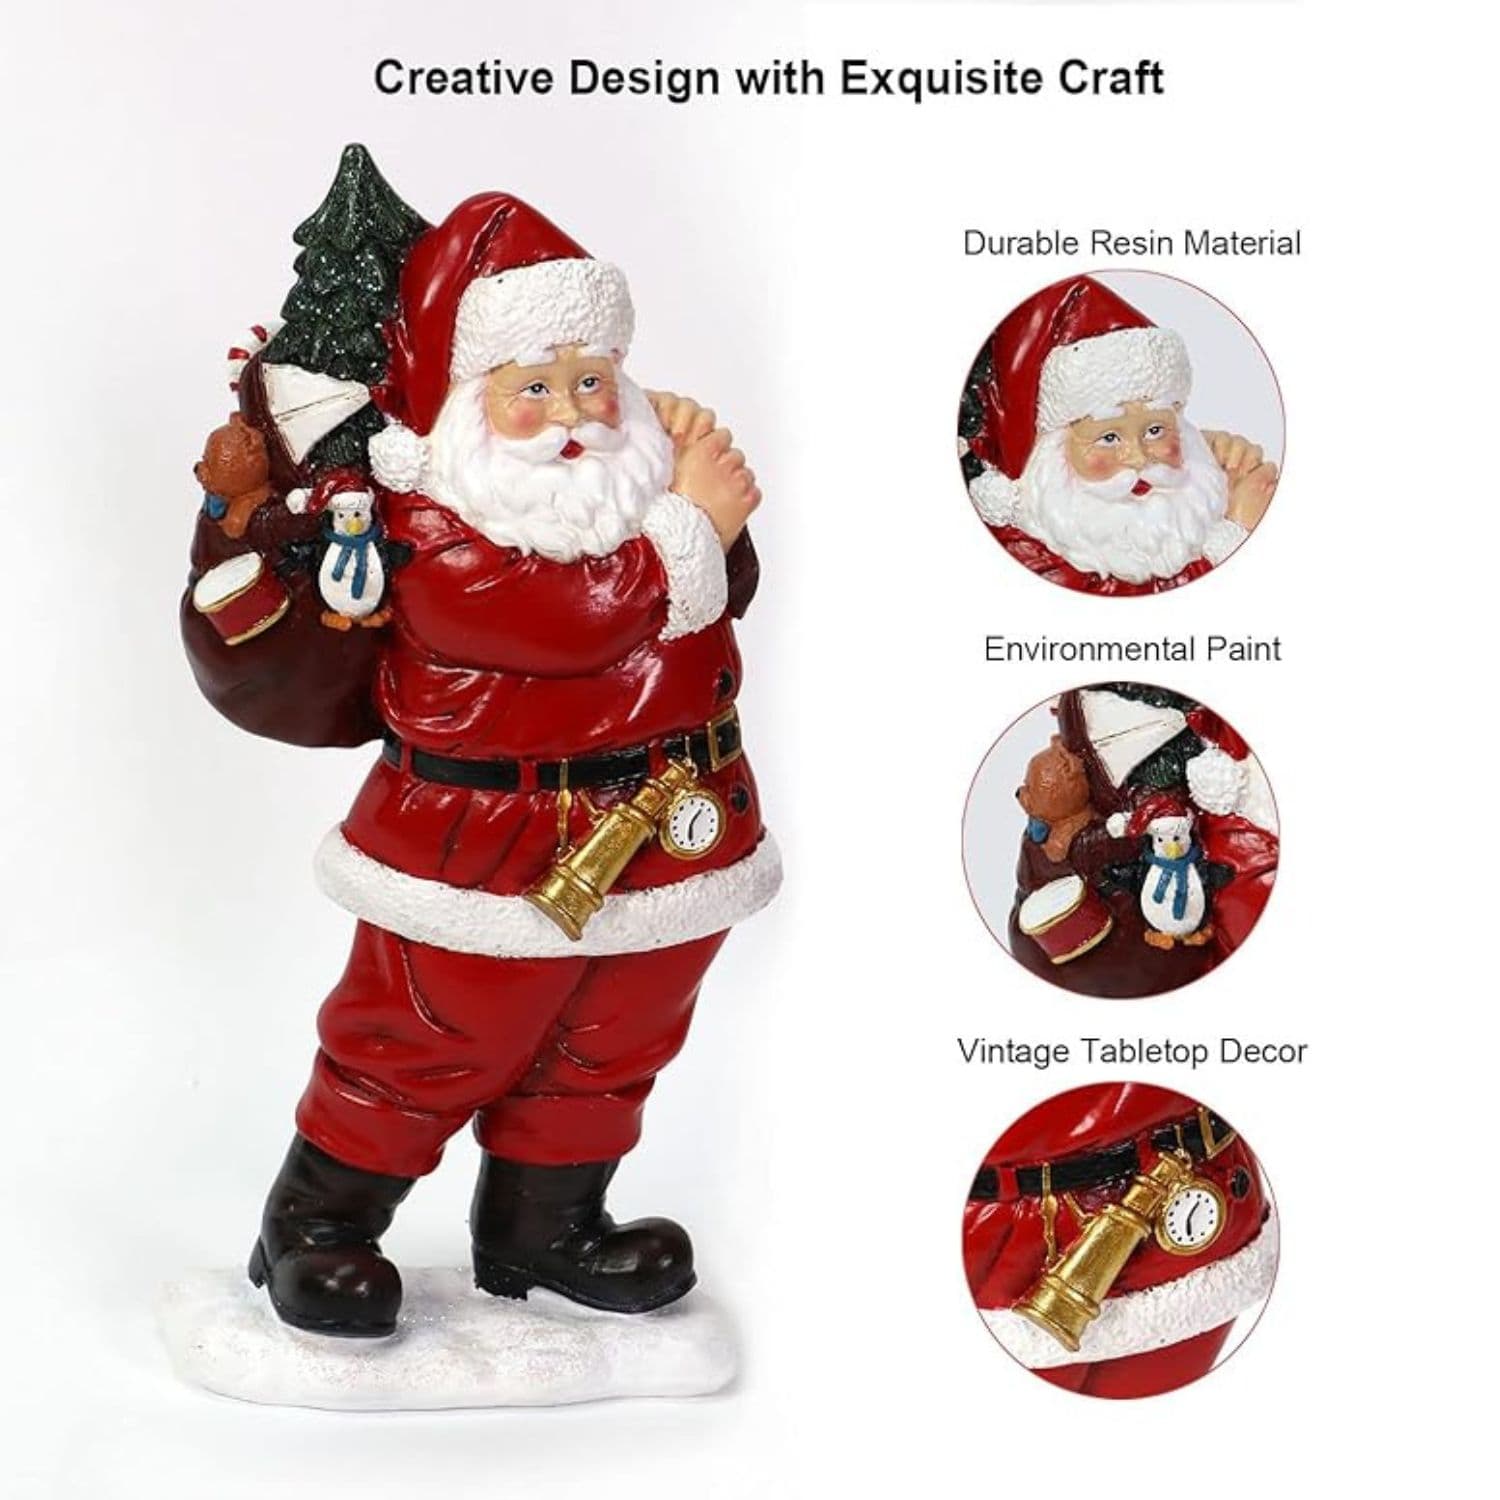 Creative Design with Exquisite Craft
Durable Resin Material
Environmental Paint
Vintage Tabletop Decor